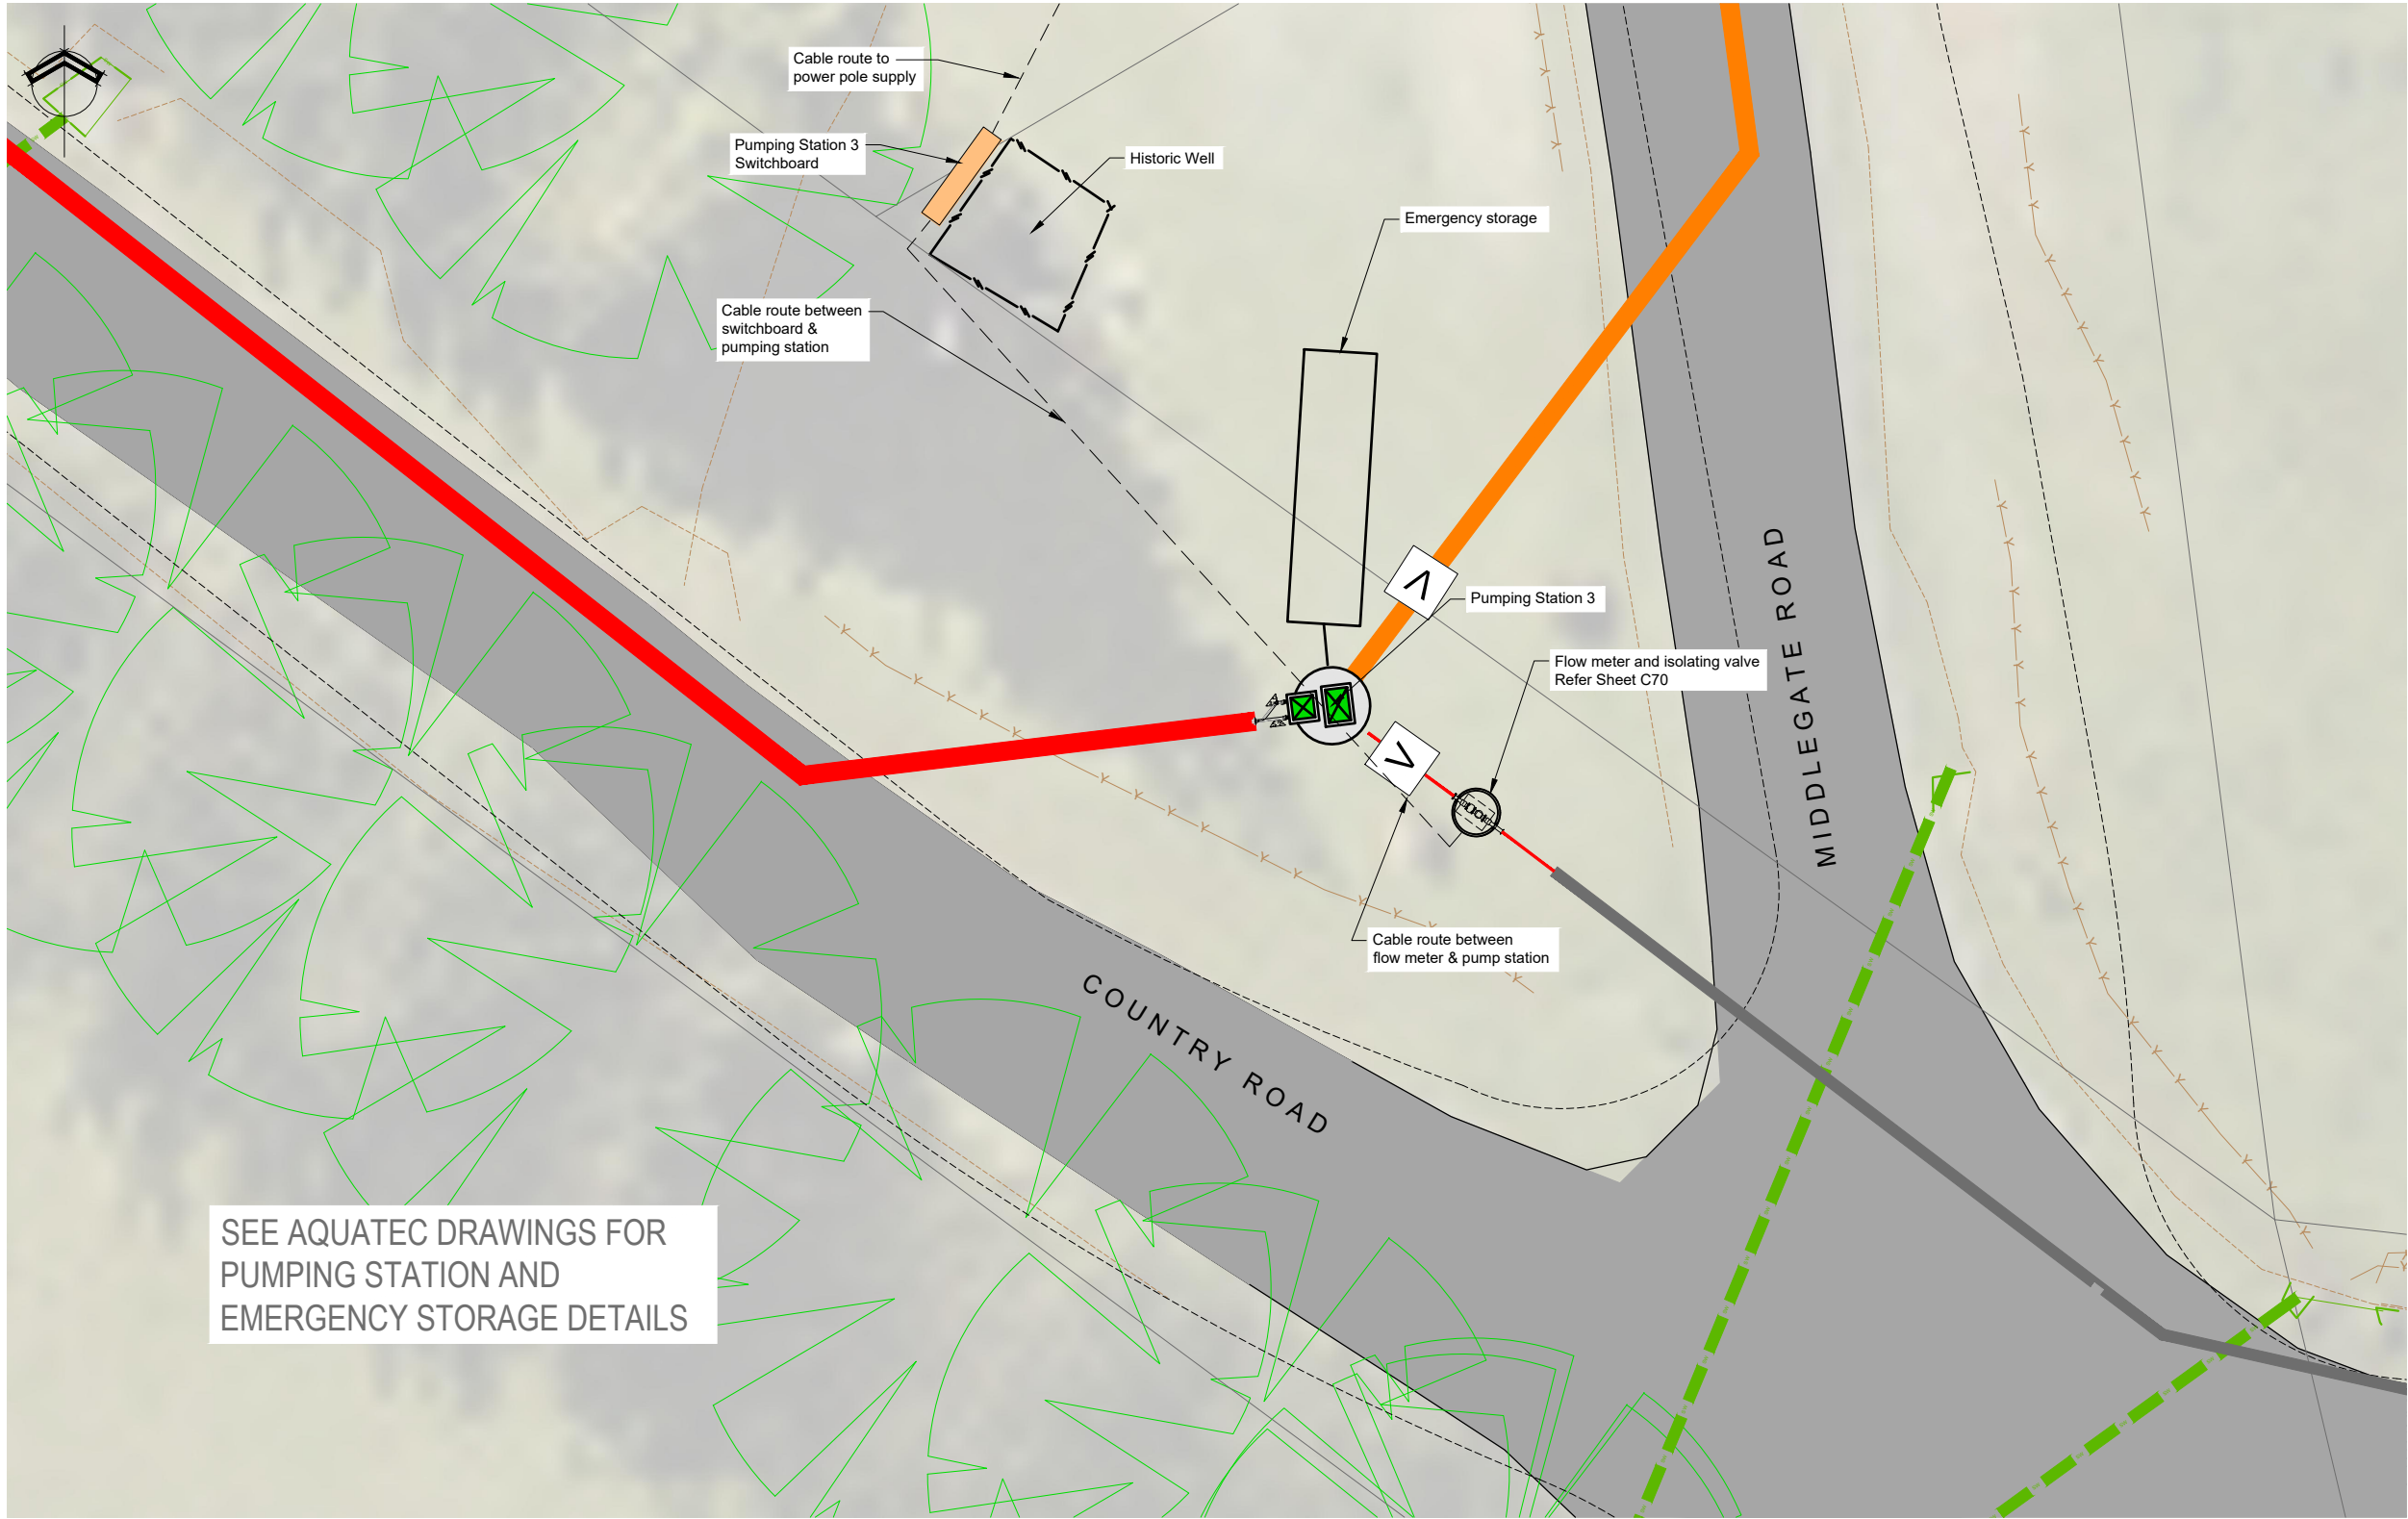 Cable route to
power pole supply
Pumping Station 3
Switchboard
Historic Well
Emergency storage
Cable route between
switchboard &
pumping station
Pumping Station 3
Flow meter and isolating valve
Refer Sheet C70
MIDDLEGATE ROAD
Cable route between
flow meter & pump station
COUNTRY ROAD
SEE AQUATEC DRAWINGS FOR
PUMPING STATION AND
EMERGENCY STORAGE DETAILS